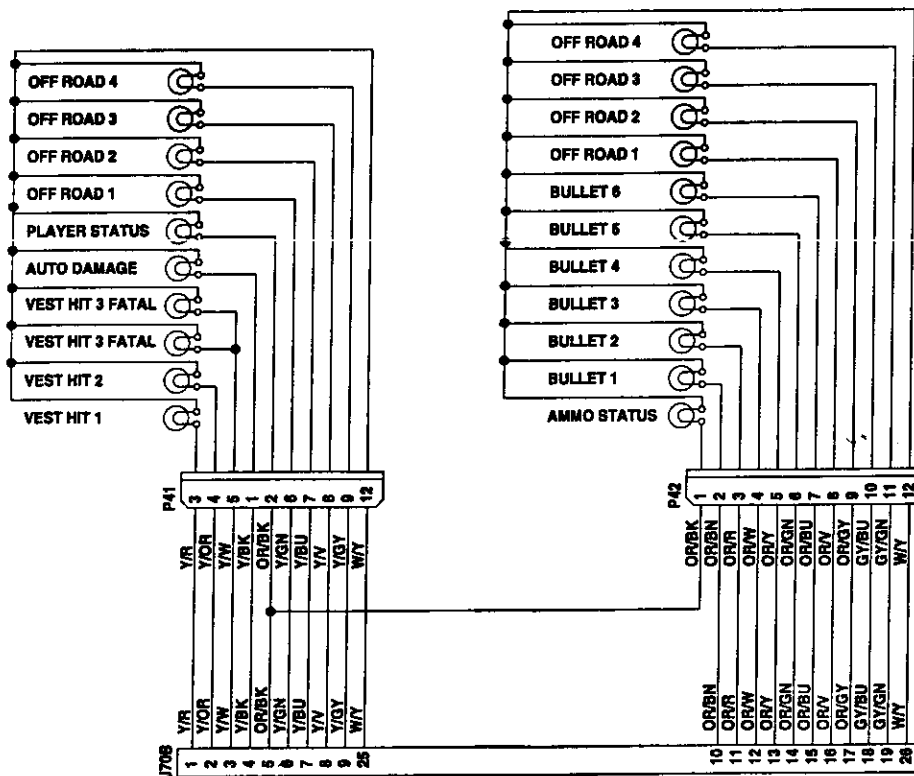 OFF ROAD 4
OFF ROAD 3
OFF ROAD 2
OFF ROAD 1
PLAYER STATUS
AUTO DAMAGE
VEST HIT 3 FATAL
VEST HIT 3 FATAL
VEST HIT 2
VEST HIT 1
P41
3 4 5 1 2 6 7 8 9 12
Y/R Y/OR Y/W Y/BK OR/BK Y/GN Y/BU Y/V Y/GY W/Y
Y/R Y/OR Y/W Y/BK OR/BK Y/GN Y/BU Y/V Y/GY W/Y
J70B
1 2 3 4 5 6 7 8 9 25
OFF ROAD 4
OFF ROAD 3
OFF ROAD 2
OFF ROAD 1
BULLET 6
BULLET 5
BULLET 4
BULLET 3
BULLET 2
BULLET 1
AMMO STATUS
P42
1 2 3 4 5 6 7 8 9 10 11 12
OR/BK OR/BN OR/R OR/W OR/Y OR/GN OR/BU OR/V OR/GY GY/BU GY/GN W/Y
OR/BN OR/R OR/W OR/Y OR/GN OR/BU OR/V OR/GY GY/BU GY/GN W/Y
10 11 12 13 14 15 16 17 18 19 26